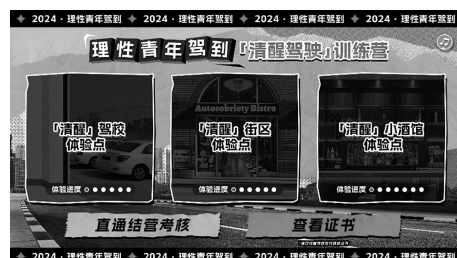 2024 · 理性青年驾到 2024 · 理性青年驾到 2024 · 理性青年驾到 2024 · 理性青年驾到
理性青年驾到「清醒驾驶」训练营
「清醒」驾校
体验点
体验进度
Autosobriety Bistro
「清醒」街区
体验点
体验进度
「清醒」小酒馆
体验点
体验进度
直通结营考核
查看证书
2024 · 理性青年驾到 2024 · 理性青年驾到 2024 · 理性青年驾到 2024 · 理性青年驾到